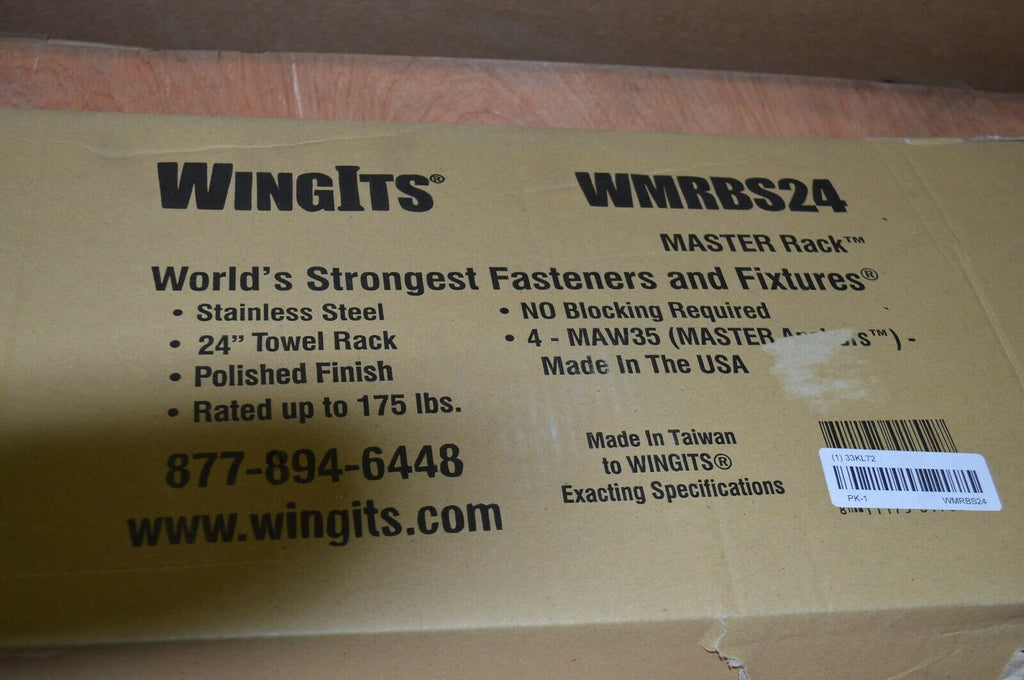 WINGITS®
WMRBS24
MASTER Rack™
World's Strongest Fasteners and Fixtures®
• Stainless Steel
• 24" Towel Rack
• Polished Finish
• Rated up to 175 lbs.
• NO Blocking Required
• 4 - MAW35 (MASTER ™) -
Made In The USA
877-894-6448
www.wingits.com
Made In Taiwan
to WINGITS®
Exacting Specifications
(1) 33KL72
PK-1 WMRBS24